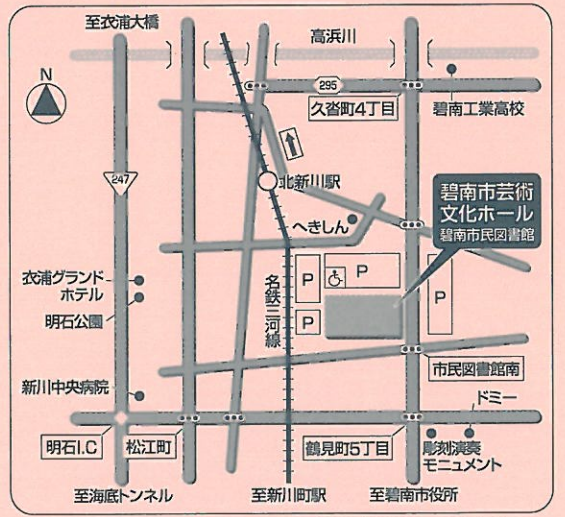 至衣浦大橋
高浜川
N
295
久沓町4丁目
碧南工業高校
247
北新川駅
碧南市芸術
文化ホール
碧南市民図書館
へきしん
衣浦グランド
ホテル
明石公園
名鉄三河線
P
P
P
P
市民図書館南
新川中央病院
ドミー
明石I.C
松江町
鶴見町5丁目
彫刻演奏
モニュメント
至海底トンネル
至新川町駅
至碧南市役所